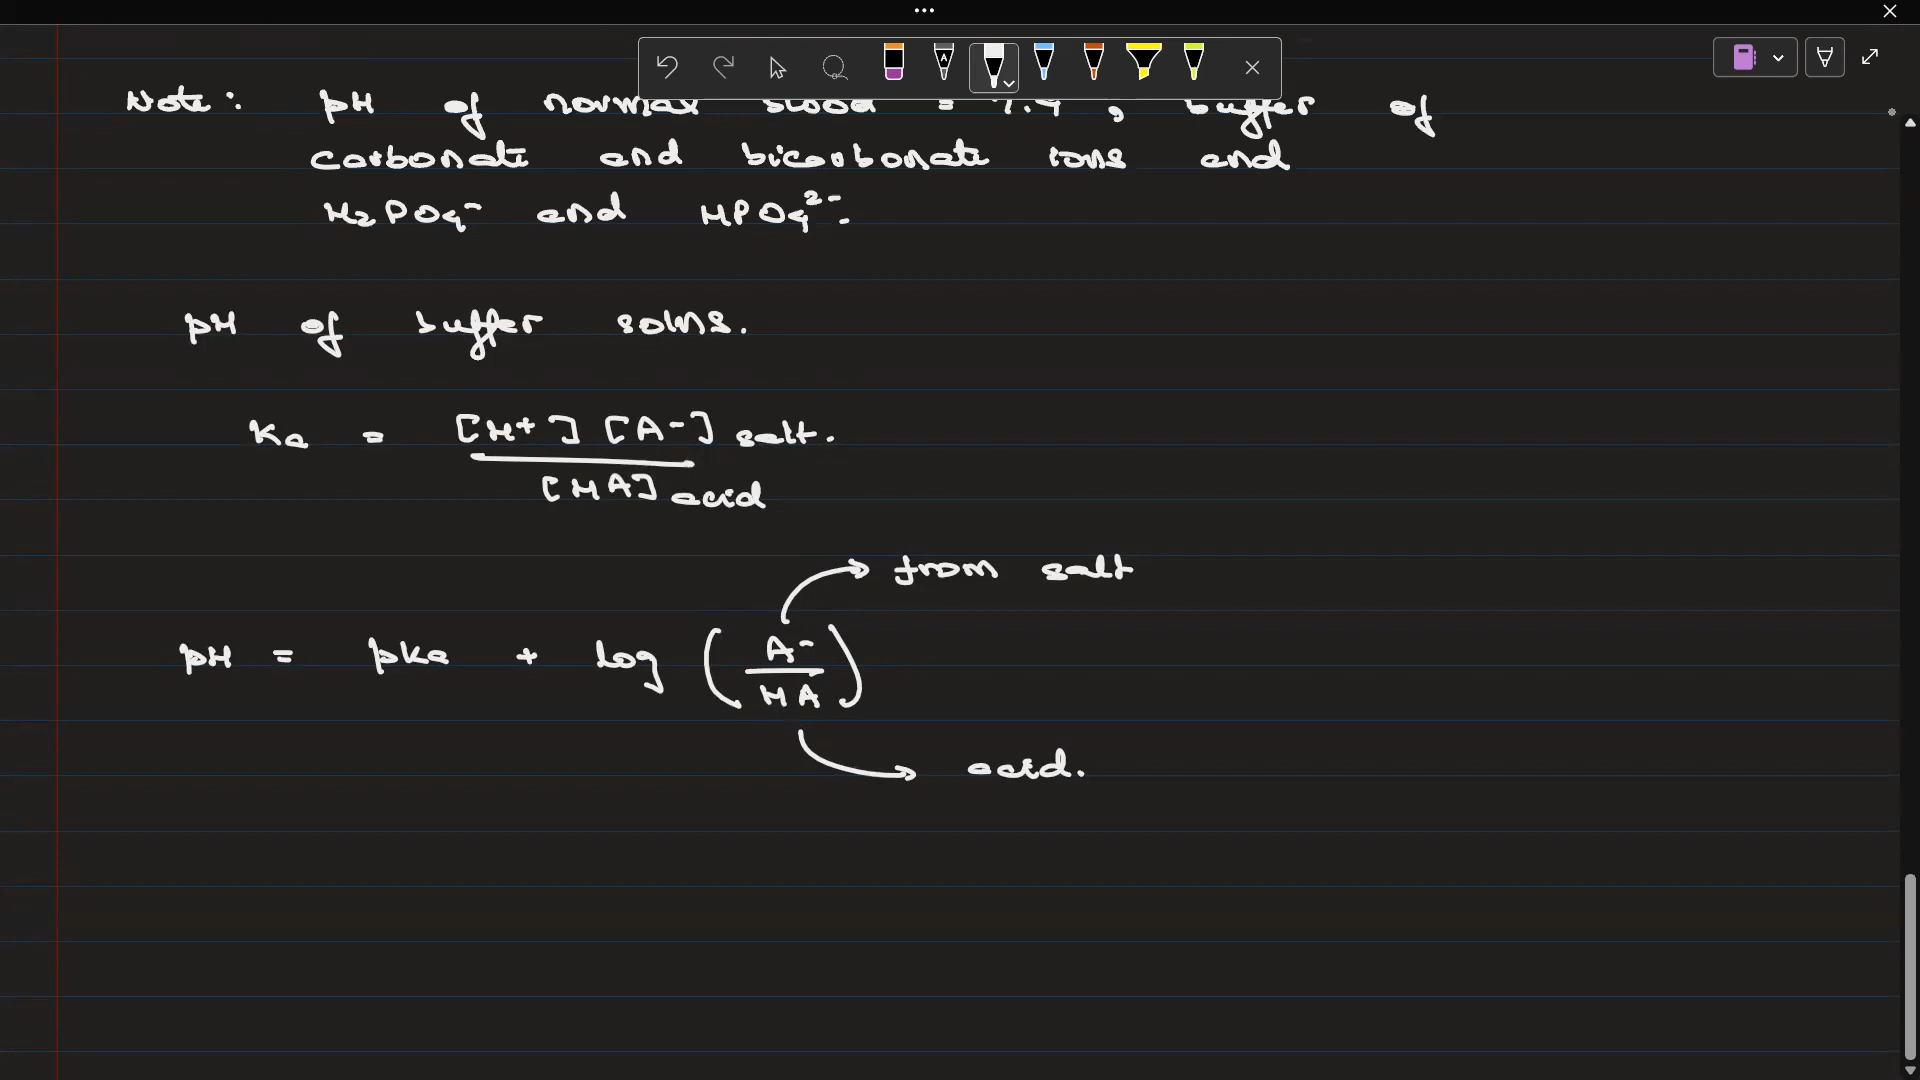 Note: pH of normal blood = 7.4, buffer of
carbonate and bicarbonate ions and
H₂PO₄⁻ and HPO₄²⁻.
pH of buffer solns.
Ka = [H+] [A-] salt.
[HA] acid
from salt
pH = pKa + log (A-/HA)
acid.